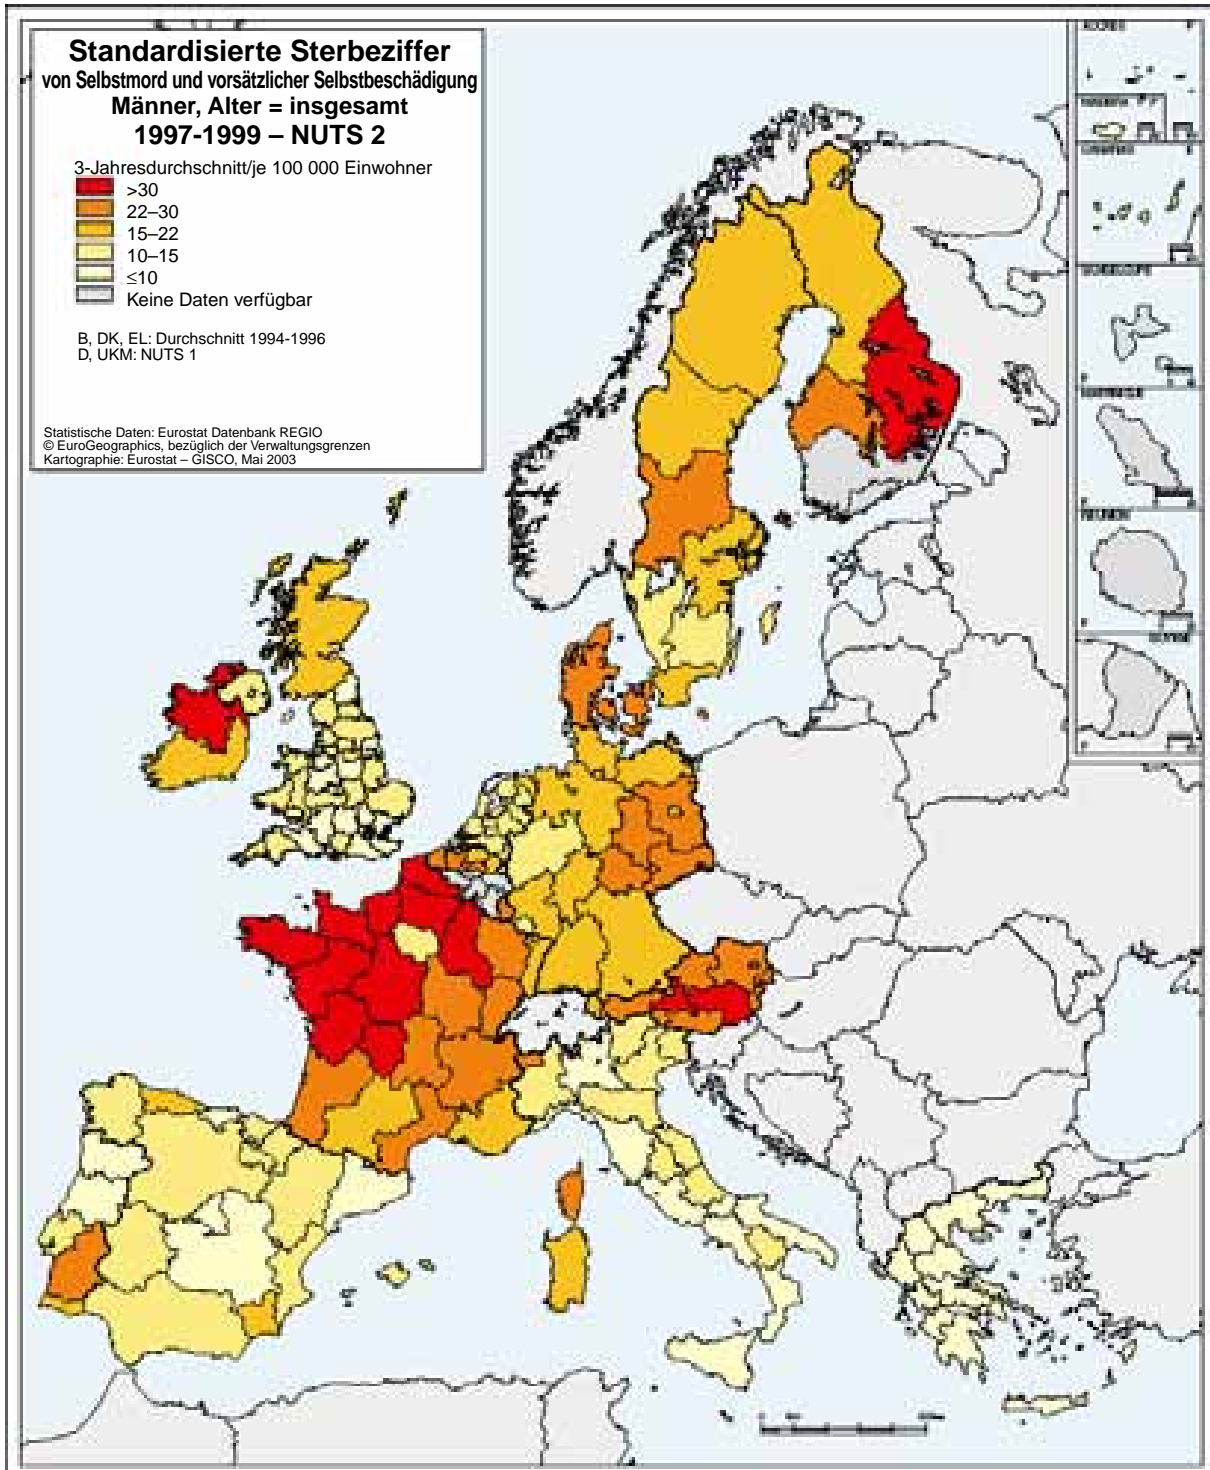 Standardisierte Sterbeziffer
von Selbstmord und vorsätzlicher Selbstbeschädigung
Männer, Alter = insgesamt
1997-1999 – NUTS 2
3-Jahresdurchschnitt/je 100 000 Einwohner
>30
22–30
15–22
10–15
≤10
Keine Daten verfügbar
B, DK, EL: Durchschnitt 1994-1996
D, UKM: NUTS 1
Statistische Daten: Eurostat Datenbank REGIO
© EuroGeographics, bezüglich der Verwaltungsgrenzen
Kartographie: Eurostat – GISCO, Mai 2003